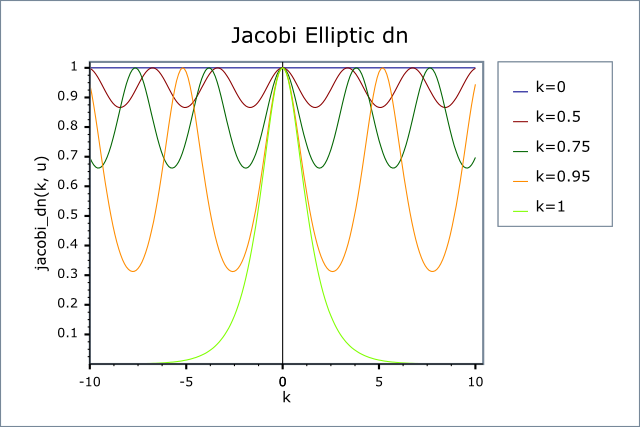 Jacobi Elliptic dn
jacobi_dn(k, u)
1
0.9
0.8
0.7
0.6
0.5
0.4
0.3
0.2
0.1
-10 -5 0 5 10
k
k=0
k=0.5
k=0.75
k=0.95
k=1